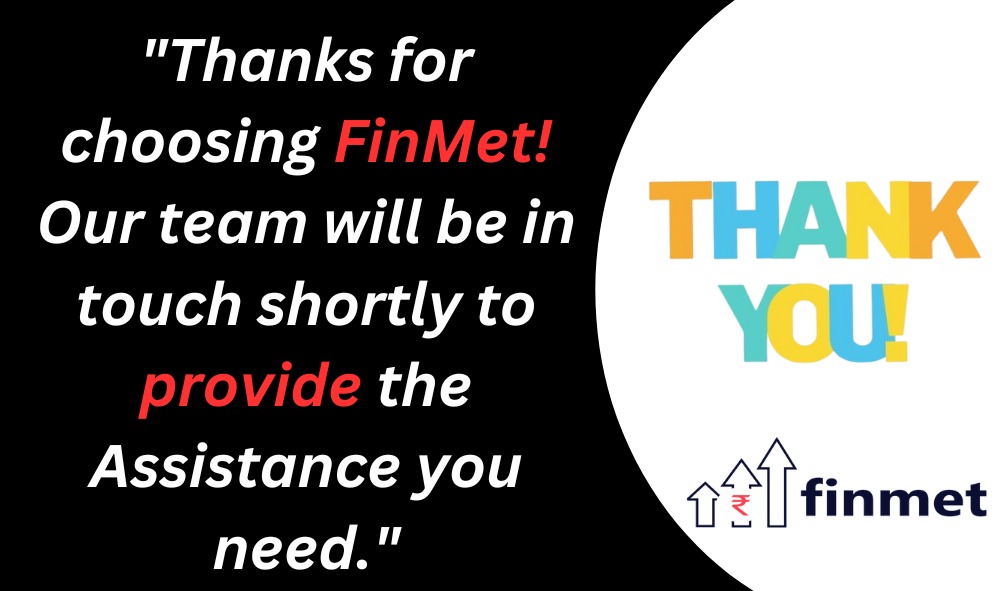 "Thanks for
choosing FinMet!
Our team will be in
touch shortly to
provide the
Assistance you
need."
THANK
YOU!
₹
finmet